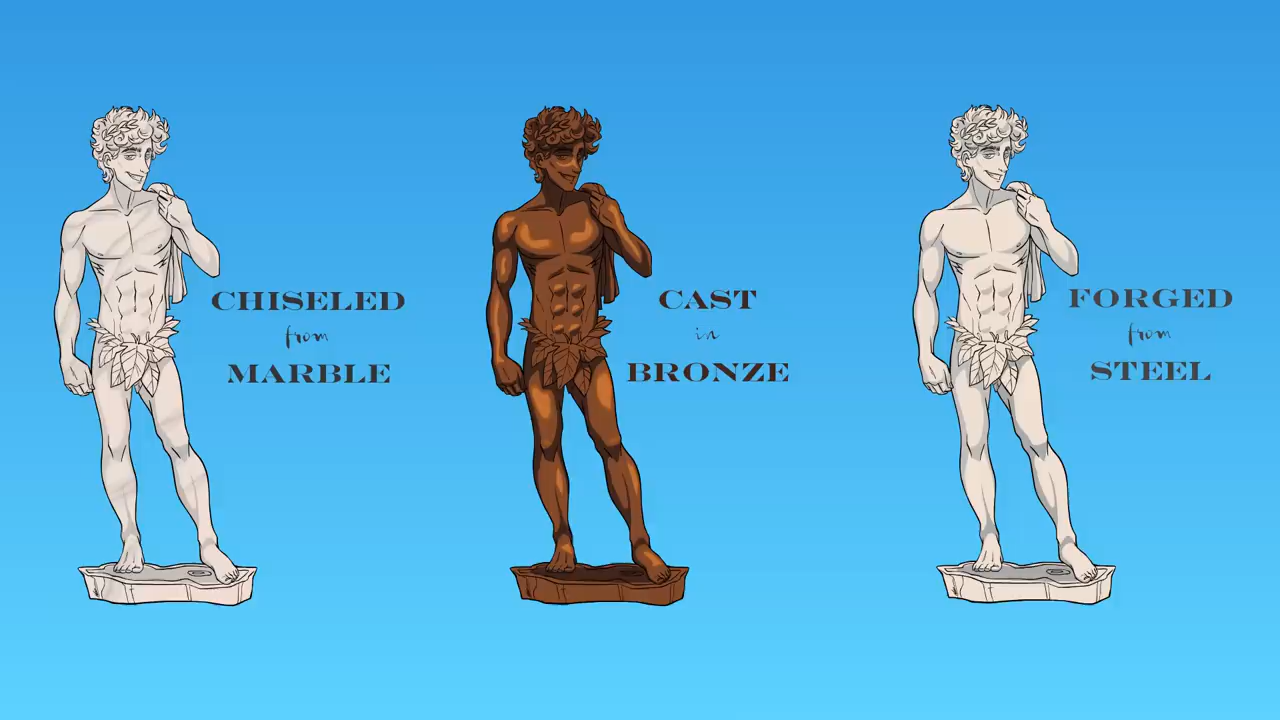 CHISELED
from
MARBLE
CAST
in
BRONZE
FORGED
from
STEEL